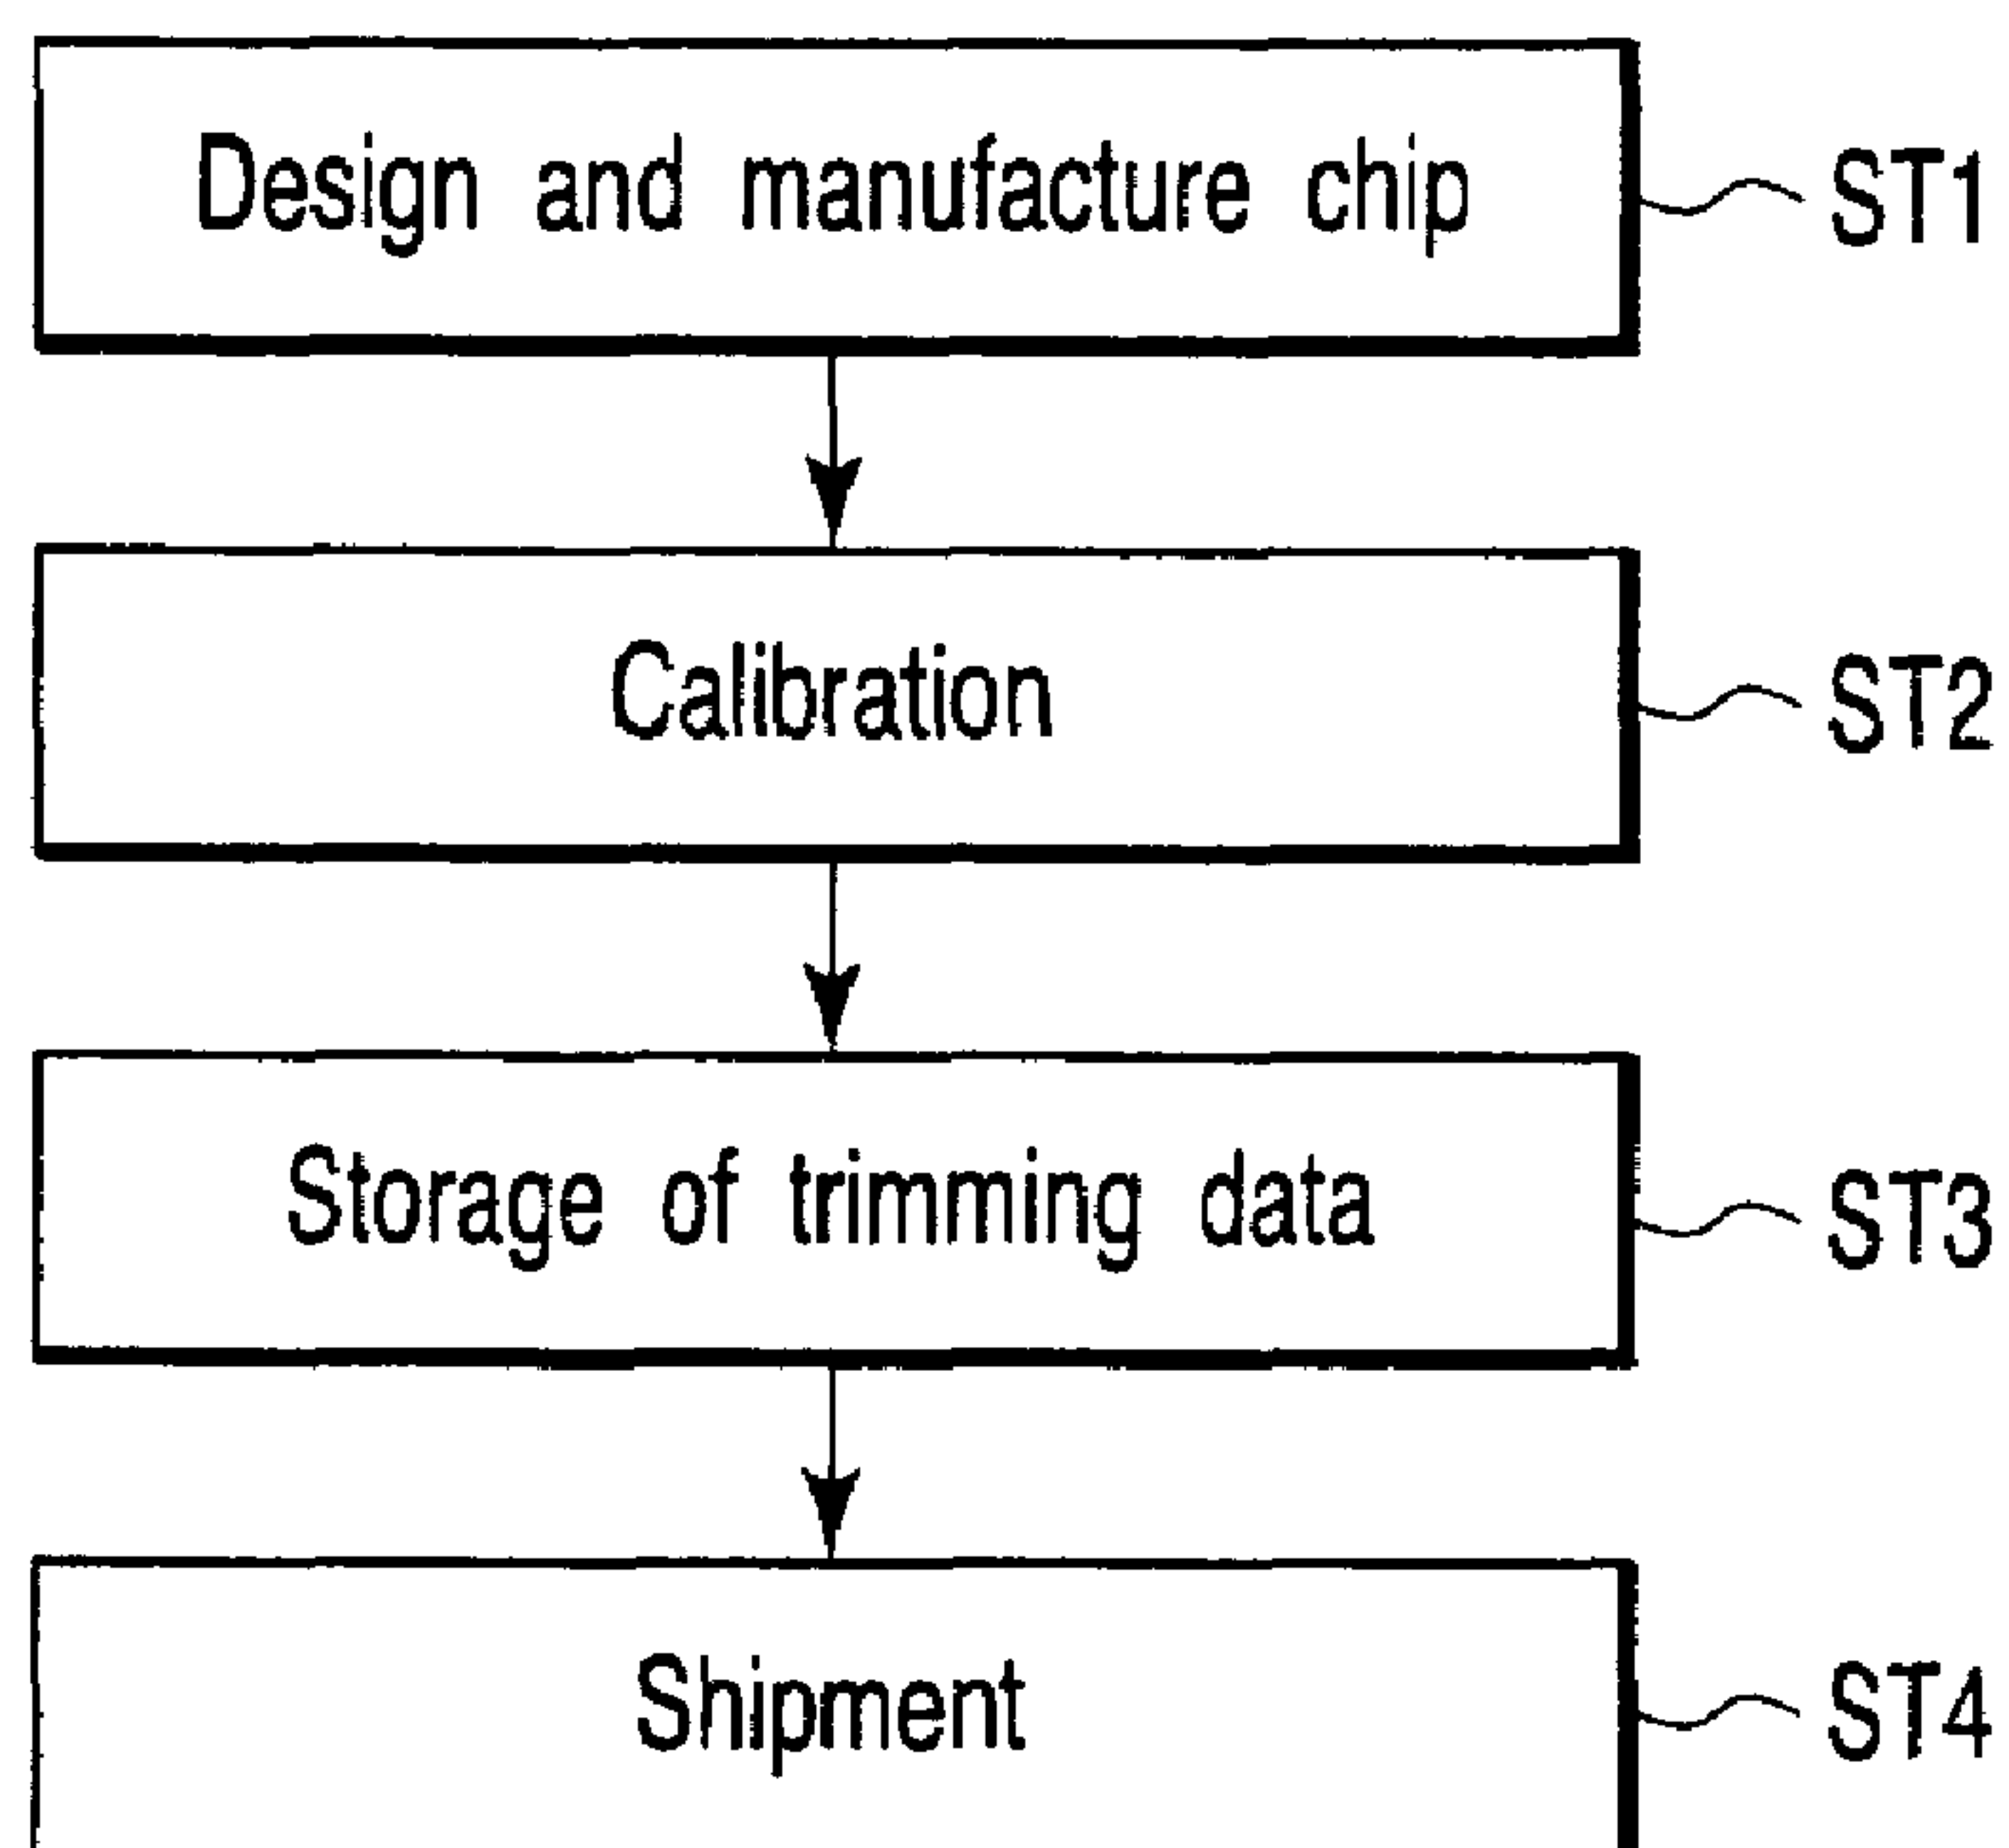 Design and manufacture chip
ST1
Calibration
ST2
Storage of trimming data
ST3
Shipment
ST4